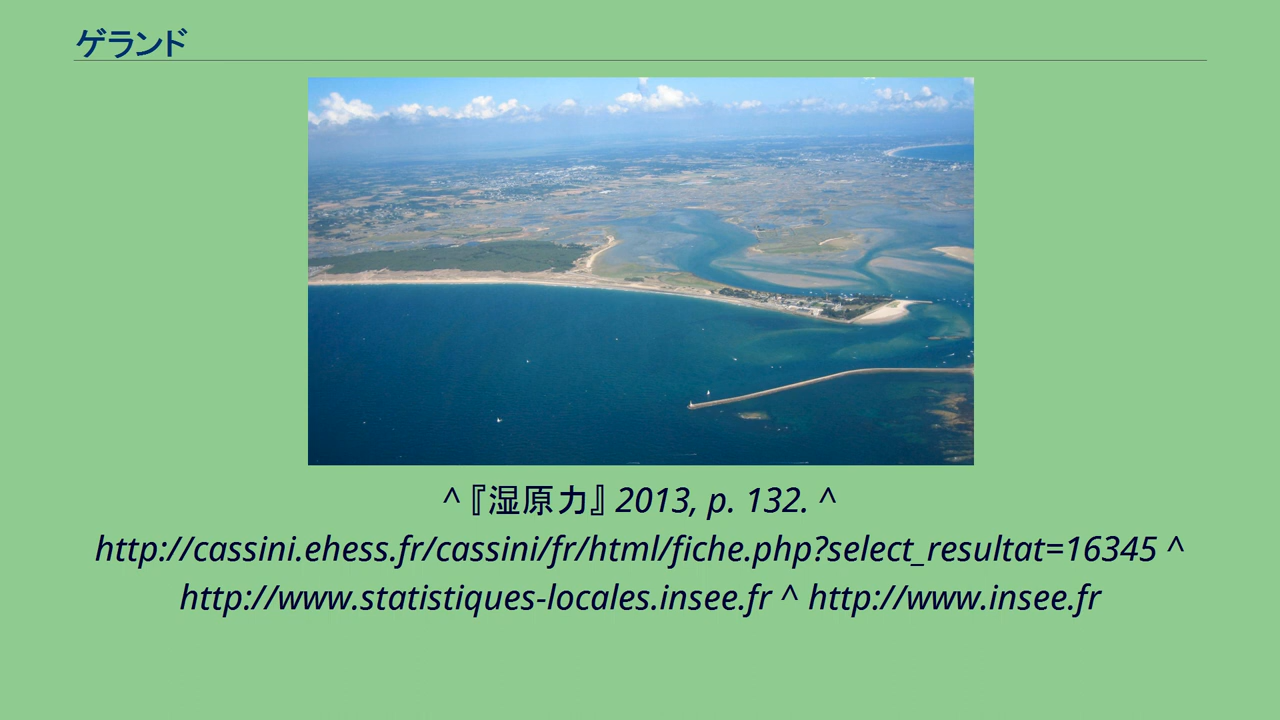 ゲランド
^『湿原力』2013, p. 132. ^
http://cassini.ehess.fr/cassini/fr/html/fiche.php?select_resultat=16345 ^
http://www.statistiques-locales.insee.fr ^ http://www.insee.fr